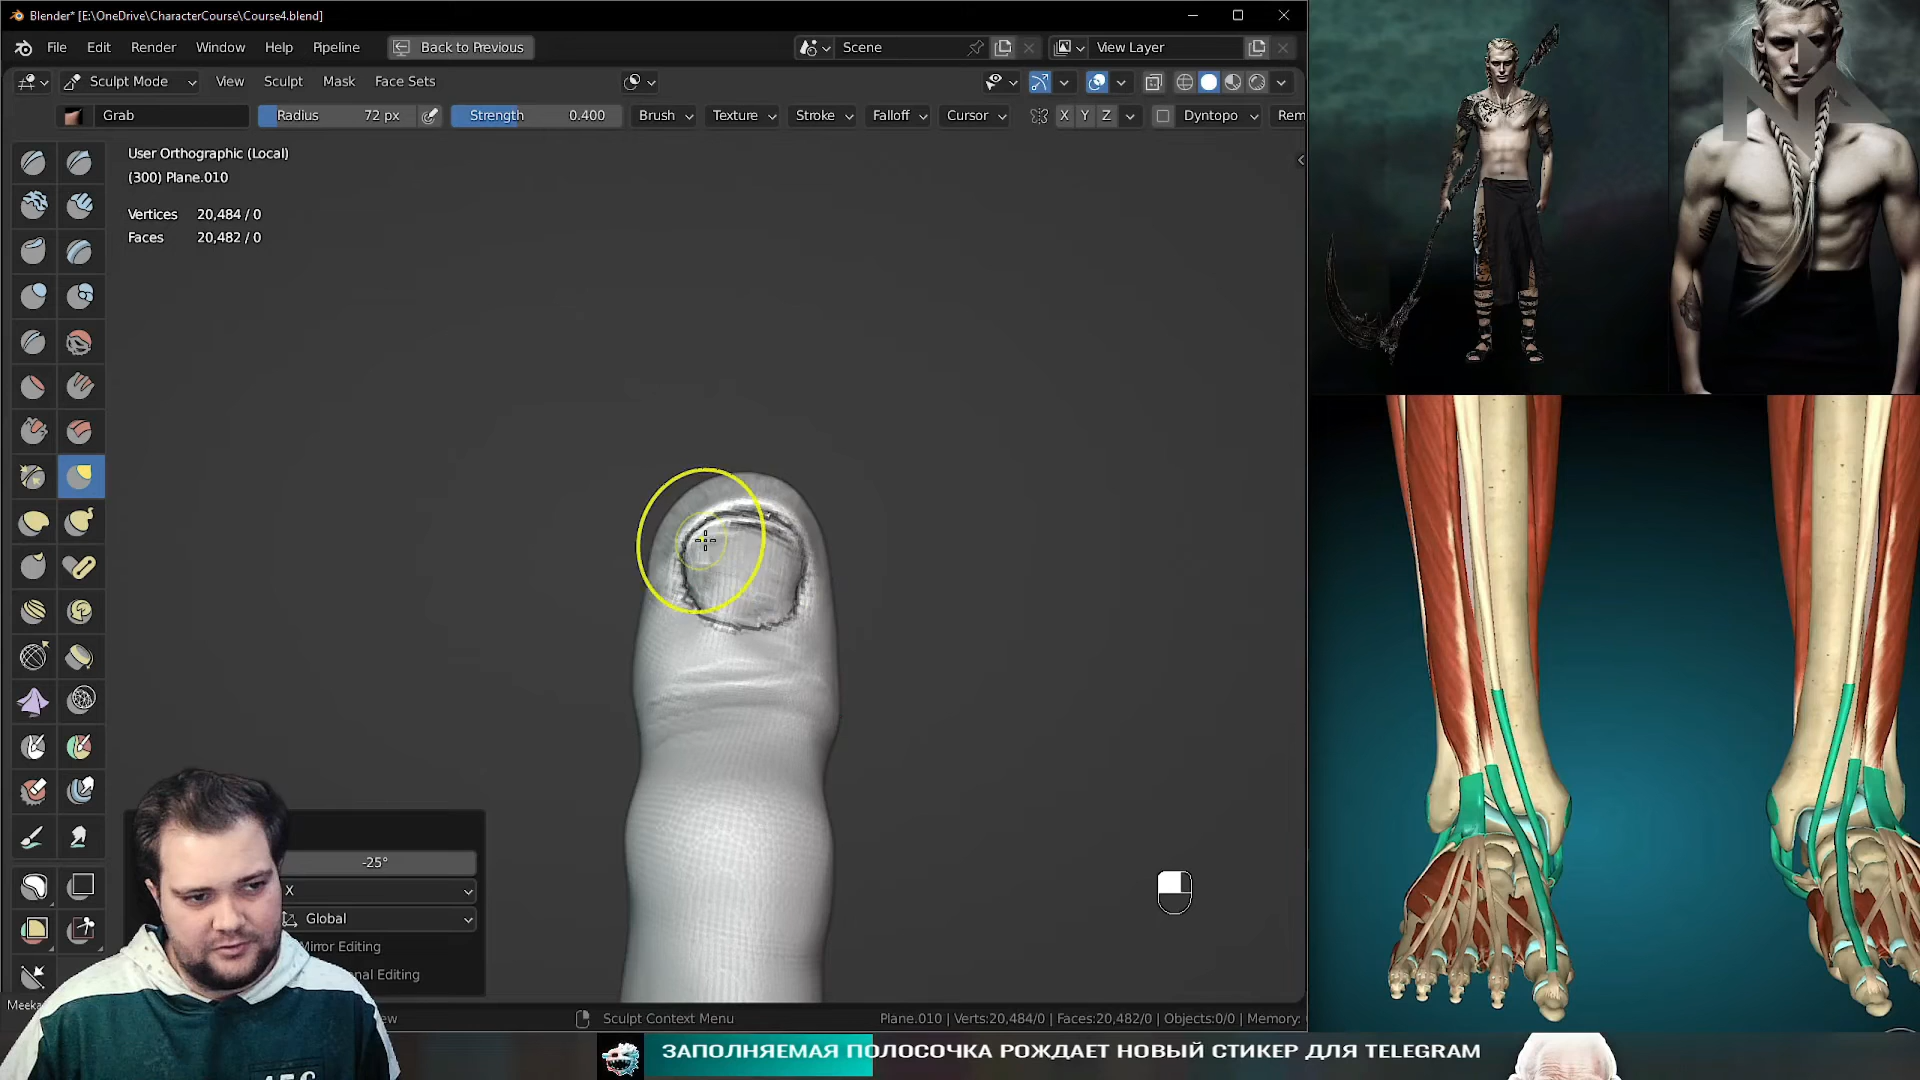 Blender* [E:\OneDrive\CharacterCourse\Course4.blend]
File Edit Render Window Help Pipeline Back to Previous Scene View Layer
Sculpt Mode View Sculpt Mask Face Sets
Grab Radius 72 px Strength 0.400 Brush Texture Stroke Falloff Cursor X Y Z Dyntopo Rem
User Orthographic (Local)
(300) Plane.010
Vertices 20,484 / 0
Faces 20,482 / 0
-25°
X
Global
Mirror Editing
nal Editing
Meeka
ew Sculpt Context Menu Plane.010 | Verts:20,484/0 | Faces:20,482/0 | Objects:0/0 | Memory:
ЗАПОЛНЯЕМАЯ ПОЛОСОЧКА РОЖДАЕТ НОВЫЙ СТИКЕР ДЛЯ TELEGRAM